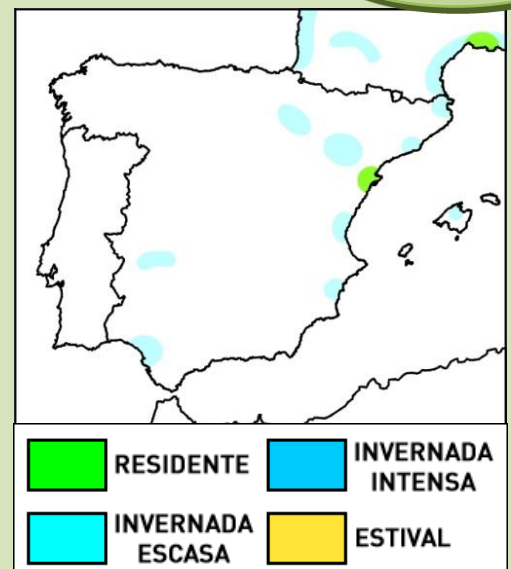 RESIDENTE
INVERNADA
INTENSA
INVERNADA
ESCASA
ESTIVAL